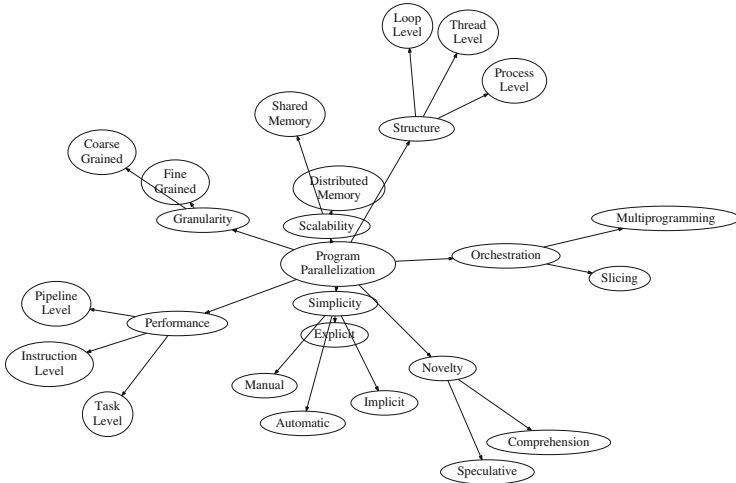 Loop
Level
Thread
Level
Process
Level
Structure
Shared
Memory
Coarse
Grained
Fine
Grained
Granularity
Distributed
Memory
Scalability
Multiprogramming
Program
Parallelization
Orchestration
Slicing
Pipeline
Level
Performance
Simplicity
Explicit
Instruction
Level
Novelty
Manual
Implicit
Task
Level
Automatic
Comprehension
Speculative